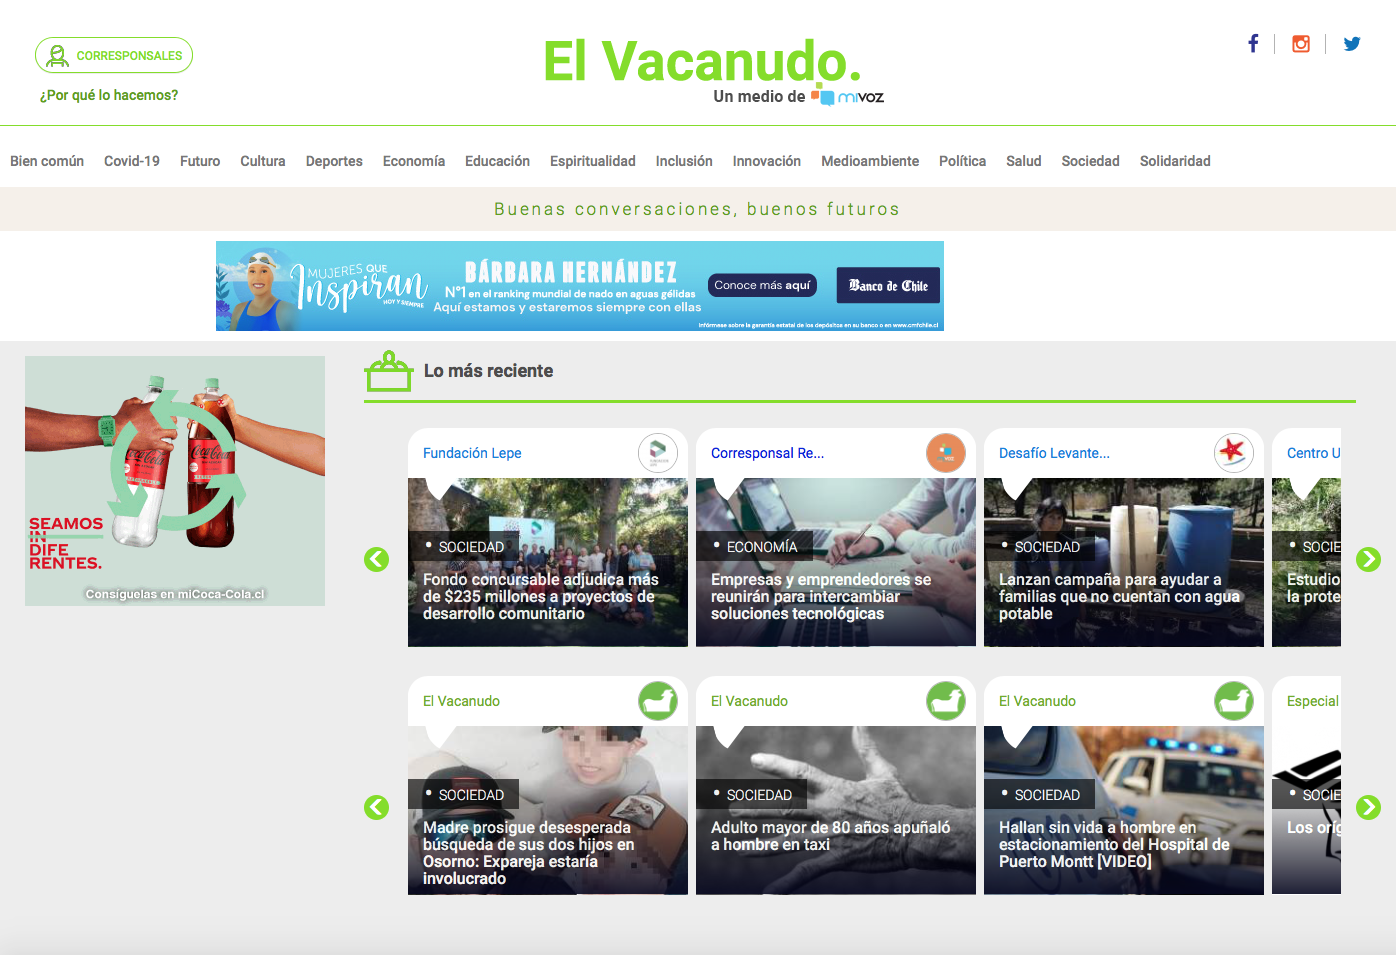 CORRESPONSALES
¿Por qué lo hacemos?
El Vacanudo.
Un medio de mivoz
Bien común Covid-19 Futuro Cultura Deportes Economía Educación Espiritualidad Inclusión Innovación Medioambiente Política Salud Sociedad Solidaridad
Buenas conversaciones, buenos futuros
MUJERES QUE
Inspiran
HOY Y SIEMPRE
BÁRBARA HERNÁNDEZ
N°1 en el ranking mundial de nado en aguas gélidas
Aquí estamos y estaremos siempre con ellas
Conoce más aquí
Banco de Chile
Infórmese sobre la garantía estatal de los depósitos en su banco o en www.cmfchile.cl
Coca-Cola
Coca-Cola
SEAMOS
IN
DIFE
RENTES.
Consíguelas en miCoca-Cola.cl
Lo más reciente
Fundación Lepe
• SOCIEDAD
Fondo concursable adjudica más
de $235 millones a proyectos de
desarrollo comunitario
Corresponsal Re...
• ECONOMÍA
Empresas y emprendedores se
reunirán para intercambiar
soluciones tecnológicas
Desafío Levante...
• SOCIEDAD
Lanzan campaña para ayudar a
familias que no cuentan con agua
potable
Centro U
• SOCIE
Estudio
la prote
El Vacanudo
• SOCIEDAD
Madre prosigue desesperada
búsqueda de sus dos hijos en
Osorno: Expareja estaría
involucrado
El Vacanudo
• SOCIEDAD
Adulto mayor de 80 años apuñaló
a hombre en taxi
El Vacanudo
• SOCIEDAD
Hallan sin vida a hombre en
estacionamiento del Hospital de
Puerto Montt [VIDEO]
Especial
• SOCIE
Los oríg